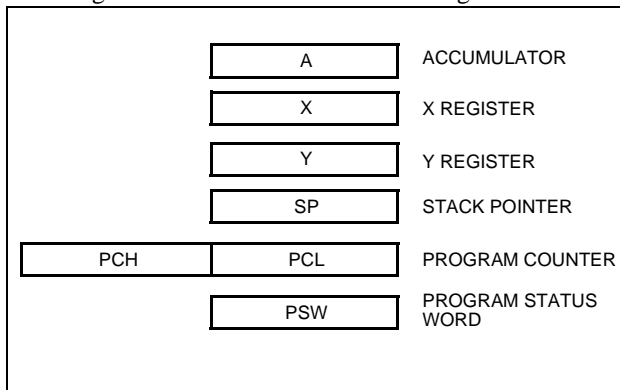 A ACCUMULATOR
X X REGISTER
Y Y REGISTER
SP STACK POINTER
PCH PCL PROGRAM COUNTER
PSW PROGRAM STATUS
WORD